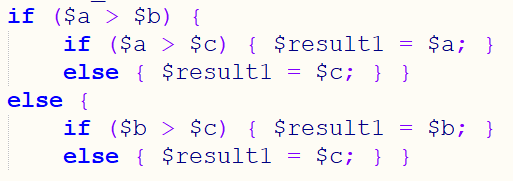 if ($a > $b) {
if ($a > $c) { $result1 = $a; }
else { $result1 = $c; } }
else {
if ($b > $c) { $result1 = $b; }
else { $result1 = $c; } }